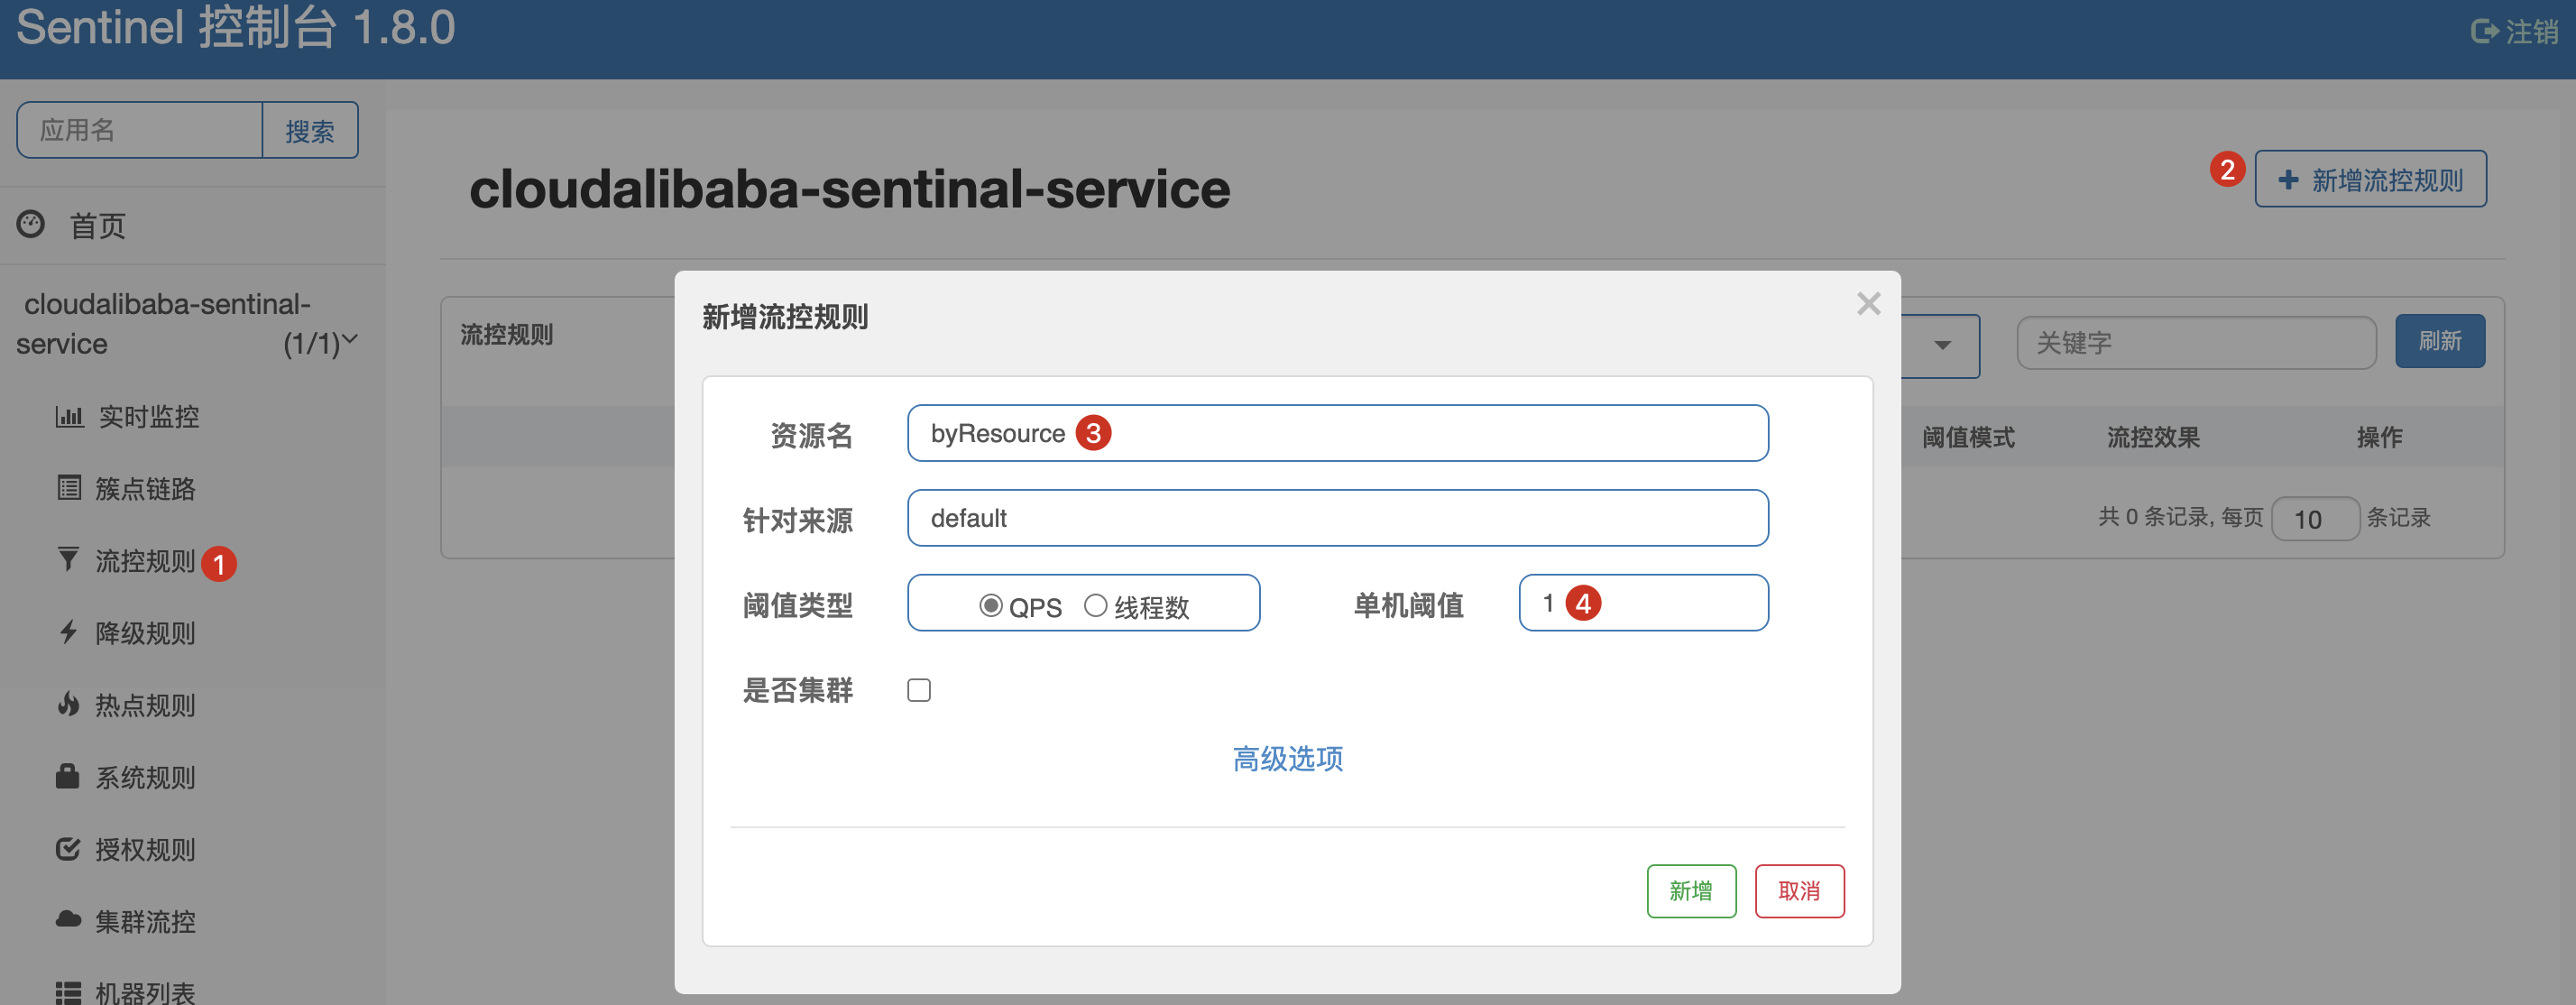 Sentinel 控制台 1.8.0
注销
应用名
搜索
首页
cloudalibaba-sentinal-
service (1/1)
实时监控
簇点链路
流控规则 1
降级规则
热点规则
系统规则
授权规则
集群流控
机器列表
cloudalibaba-sentinal-service
2 新增流控规则
流控规则
关键字
刷新
阈值模式 流控效果 操作
共 0 条记录, 每页 10 条记录
新增流控规则
×
资源名 byResource 3
针对来源 default
阈值类型 QPS 线程数 单机阈值 1 4
是否集群
高级选项
新增 取消